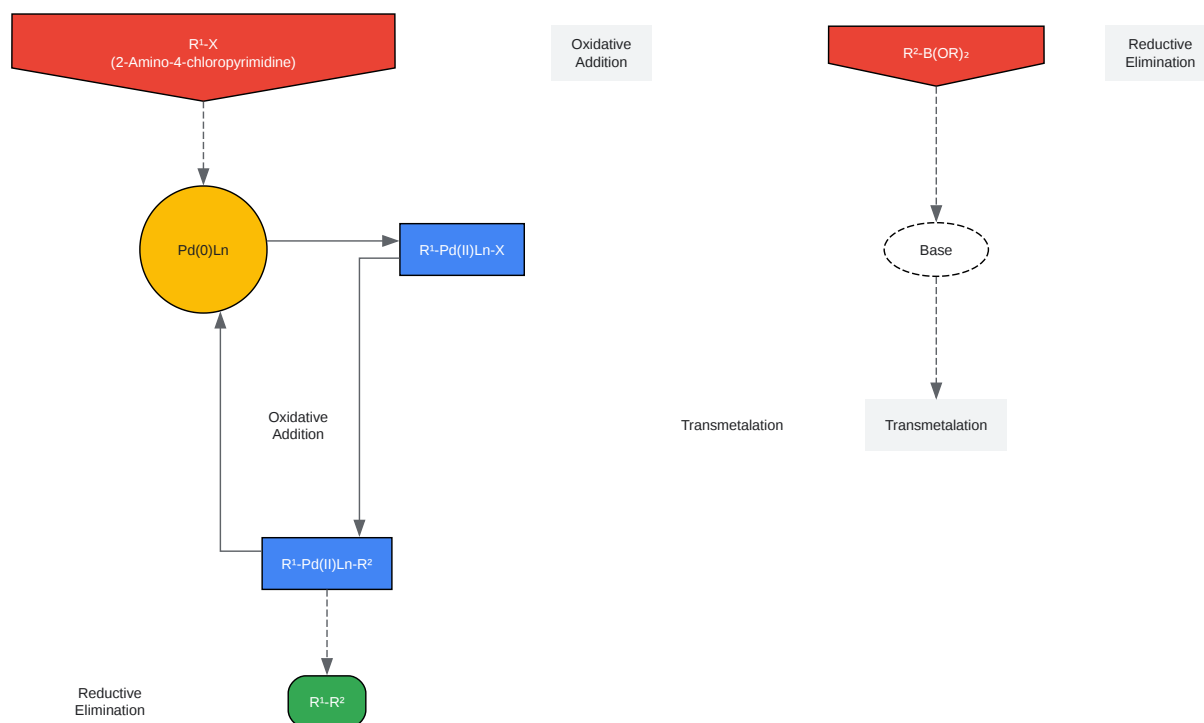 R¹-X
(2-Amino-4-chloropyrimidine)
Oxidative
Addition
R²-B(OR)₂
Reductive
Elimination
Pd(0)Ln
R¹-Pd(II)Ln-X
Base
Oxidative
Addition
Transmetalation
Transmetalation
R¹-Pd(II)Ln-R²
Reductive
Elimination
R¹-R²